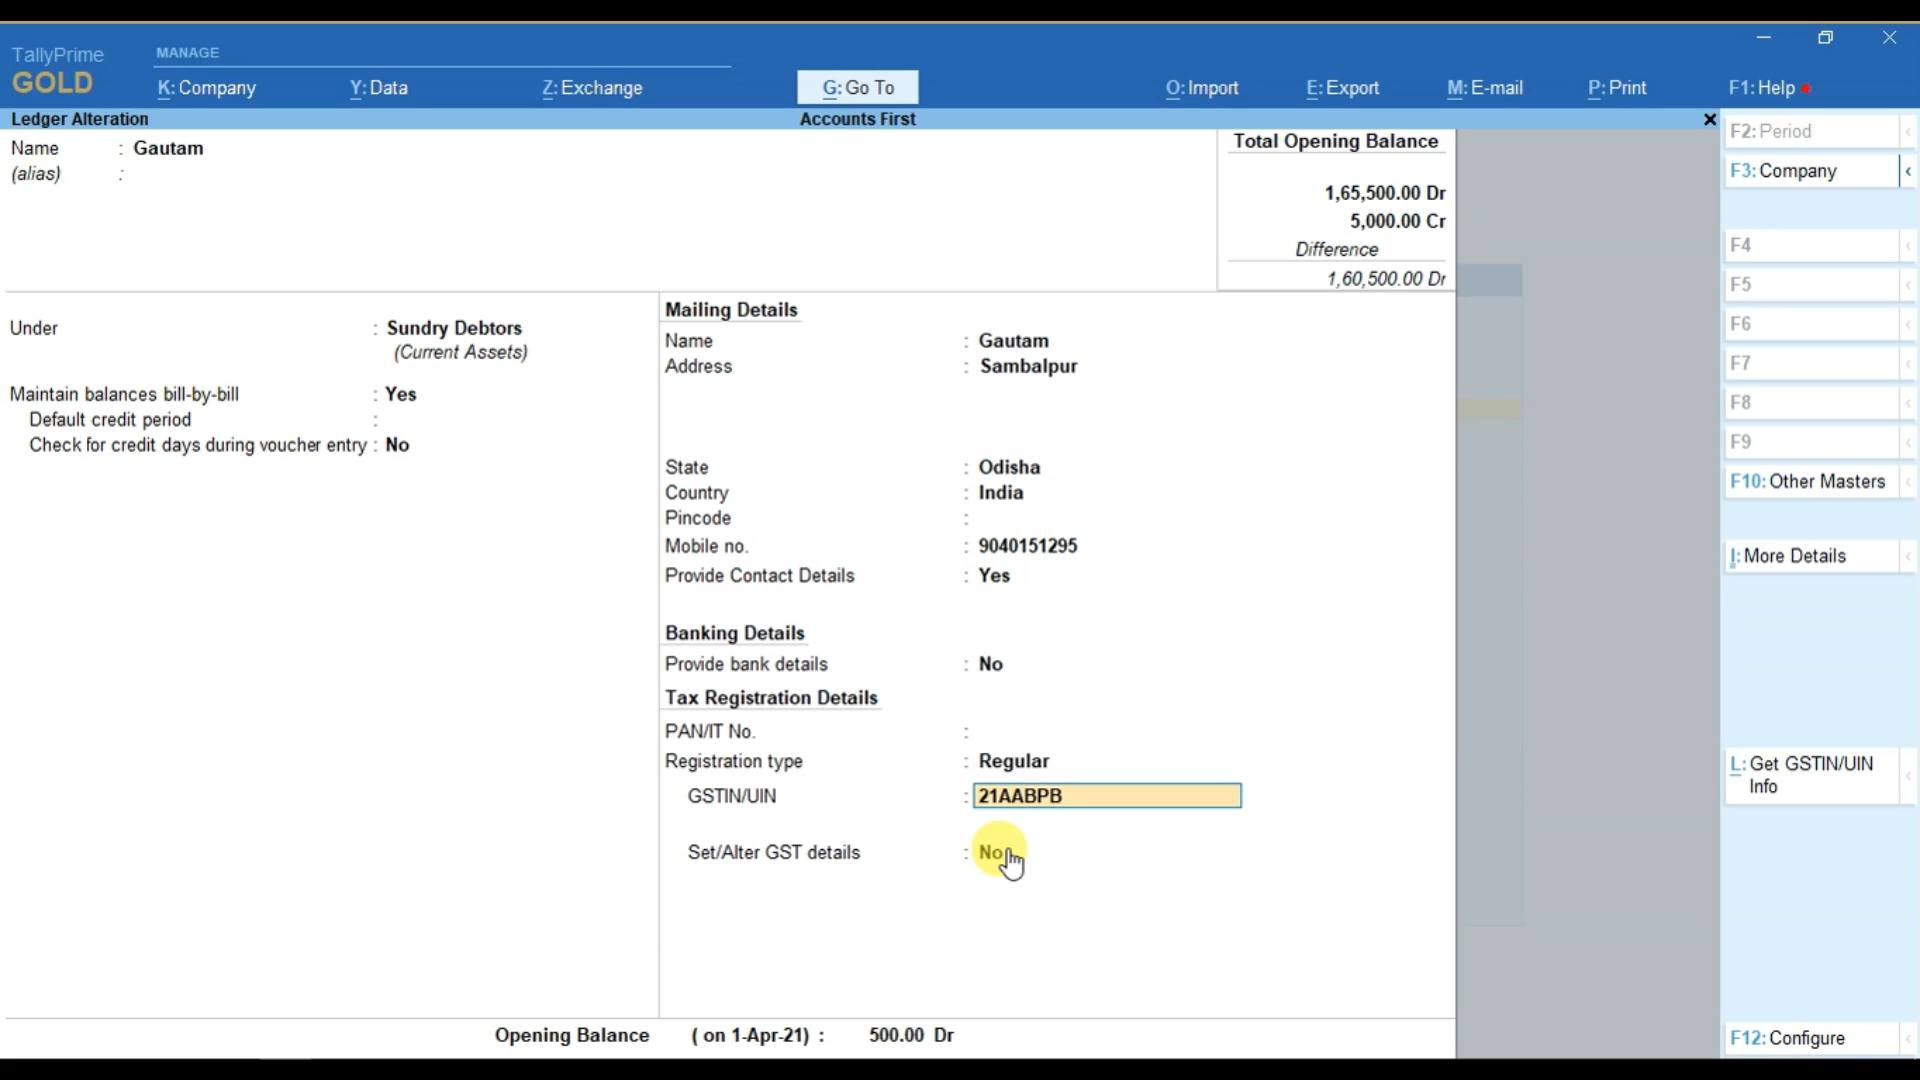 TallyPrime
GOLD
MANAGE
K: Company
Y: Data
Z: Exchange
G: Go To
O: Import
E: Export
M: E-mail
P: Print
F1: Help
Ledger Alteration
Accounts First
Name : Gautam
(alias) :
Total Opening Balance
1,65,500.00 Dr
5,000.00 Cr
Difference
1,60,500.00 Dr
Under : Sundry Debtors
(Current Assets)
Maintain balances bill-by-bill : Yes
Default credit period :
Check for credit days during voucher entry : No
Mailing Details
Name : Gautam
Address : Sambalpur
State : Odisha
Country : India
Pincode :
Mobile no. : 9040151295
Provide Contact Details : Yes
Banking Details
Provide bank details : No
Tax Registration Details
PAN/IT No. :
Registration type : Regular
GSTIN/UIN : 21AABPB
Set/Alter GST details : No
Opening Balance ( on 1-Apr-21) : 500.00 Dr
F2: Period
F3: Company
F4
F5
F6
F7
F8
F9
F10: Other Masters
I: More Details
L: Get GSTIN/UIN
Info
F12: Configure